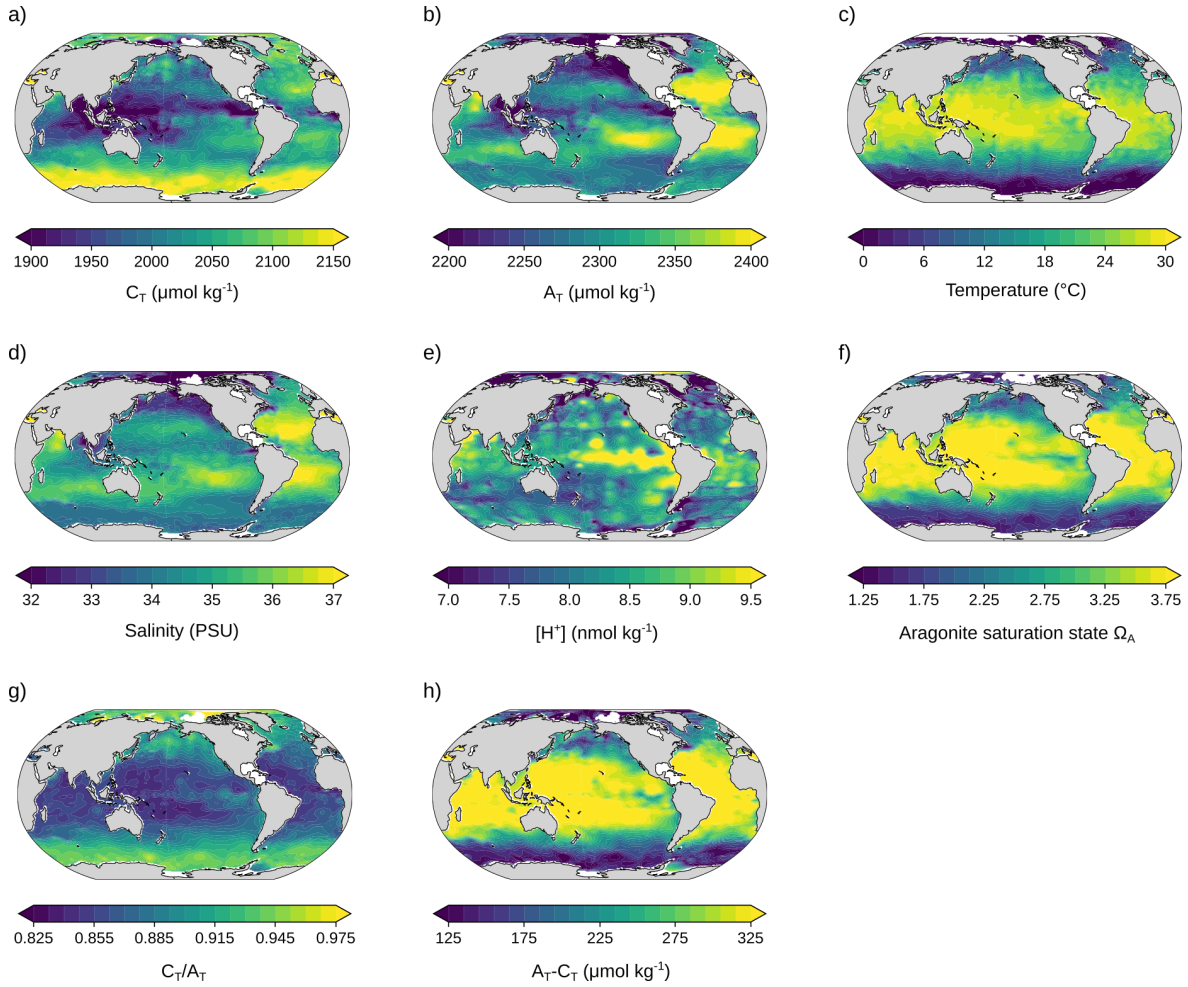 a) b) c)
1900 1950 2000 2050 2100 2150 2200 2250 2300 2350 2400 0 6 12 18 24 30
C_T (µmol kg⁻¹) A_T (µmol kg⁻¹) Temperature (°C)
d) e) f)
32 33 34 35 36 37 7.0 7.5 8.0 8.5 9.0 9.5 1.25 1.75 2.25 2.75 3.25 3.75
Salinity (PSU) [H⁺] (nmol kg⁻¹) Aragonite saturation state Ω_A
g) h)
0.825 0.855 0.885 0.915 0.945 0.975 125 175 225 275 325
C_T/A_T A_T-C_T (µmol kg⁻¹)